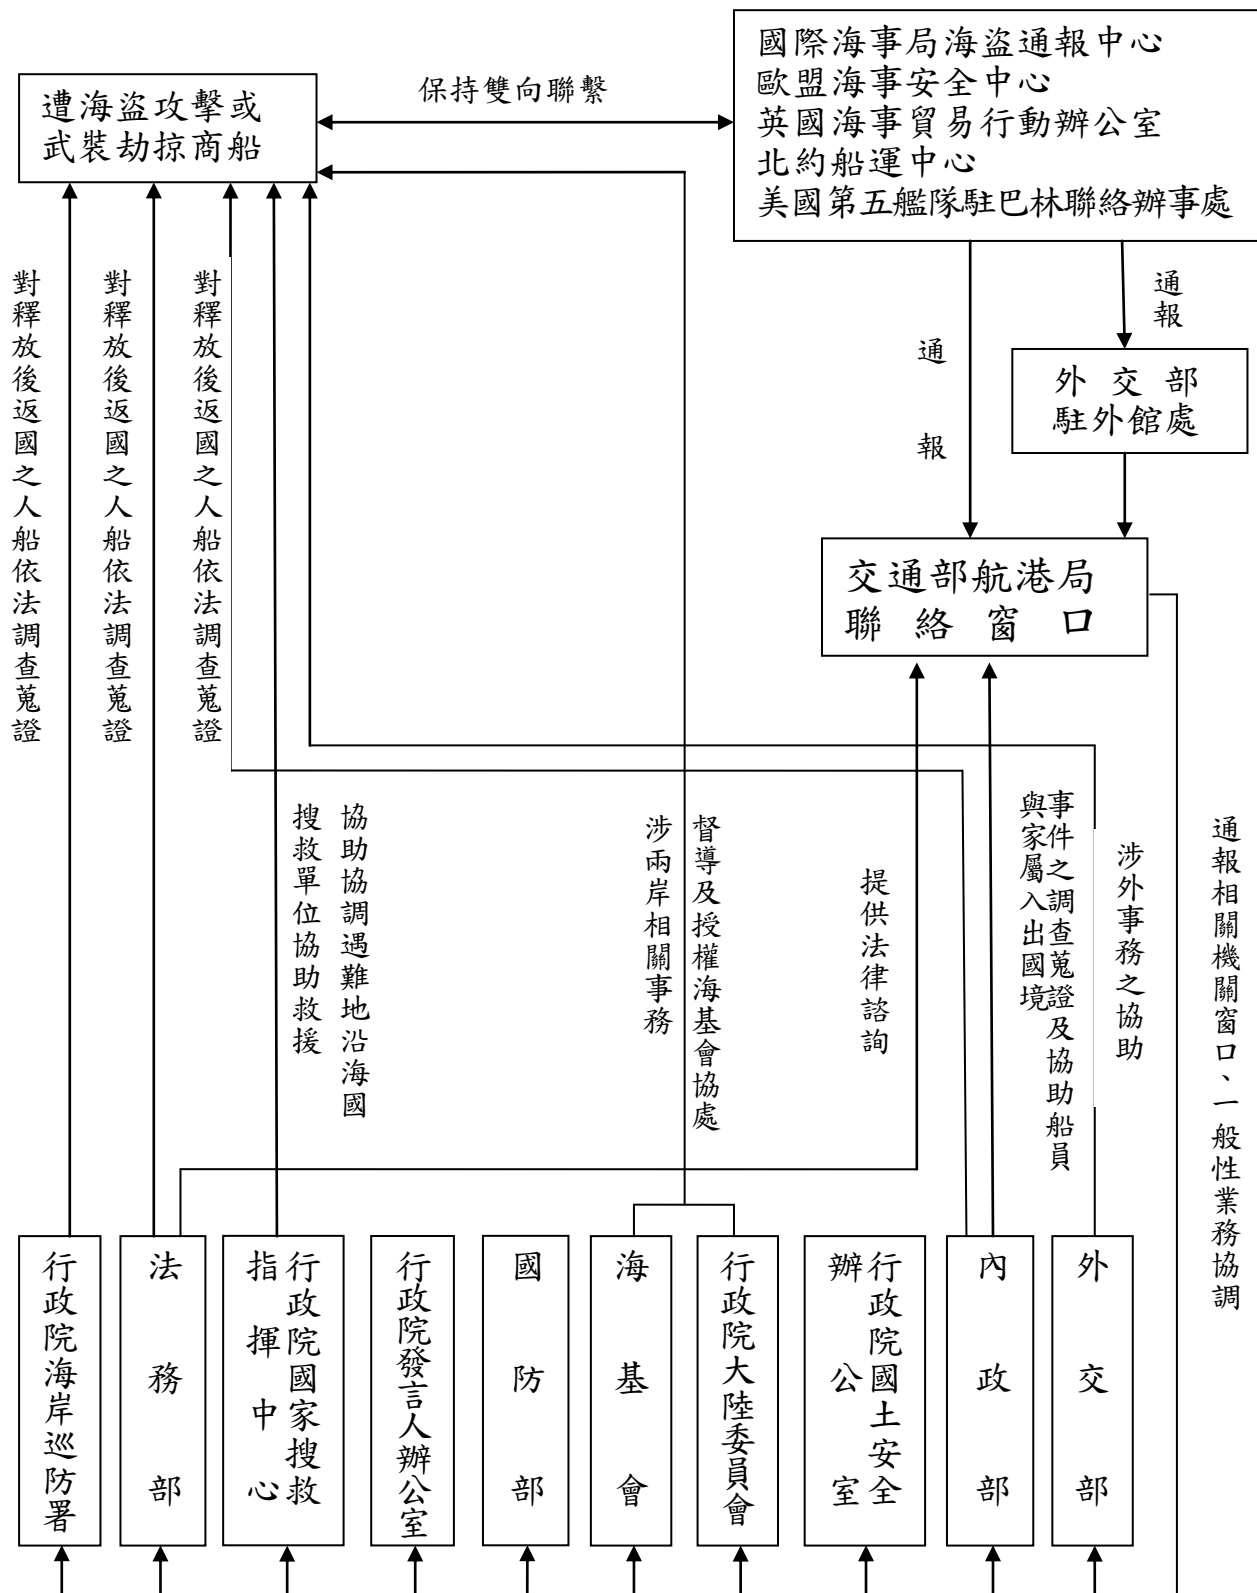 國際海事局海盜通報中心
歐盟海事安全中心
英國海事貿易行動辦公室
北約船運中心
美國第五艦隊駐巴林聯絡辦事處
遭海盜攻擊或
武裝劫掠商船
保持雙向聯繫
對釋放後返國之人船依法調查蒐證
對釋放後返國之人船依法調查蒐證
對釋放後返國之人船依法調查蒐證
通報
通報
外交部
駐外館處
交通部航港局
聯絡窗口
協助協調遇難地沿海國
搜救單位協助救援
督導及授權海基會協處
涉兩岸相關事務
提供法律諮詢
事件之調查蒐證及協助船員
與家屬入出國境
涉外事務之協助
通報相關機關窗口、一般性業務協調
行政院海岸巡防署
法務部
行政院國家搜救
指揮中心
行政院發言人辦公室
國防部
海基會
行政院大陸委員會
行政院國土安全
辦公室
內政部
外交部